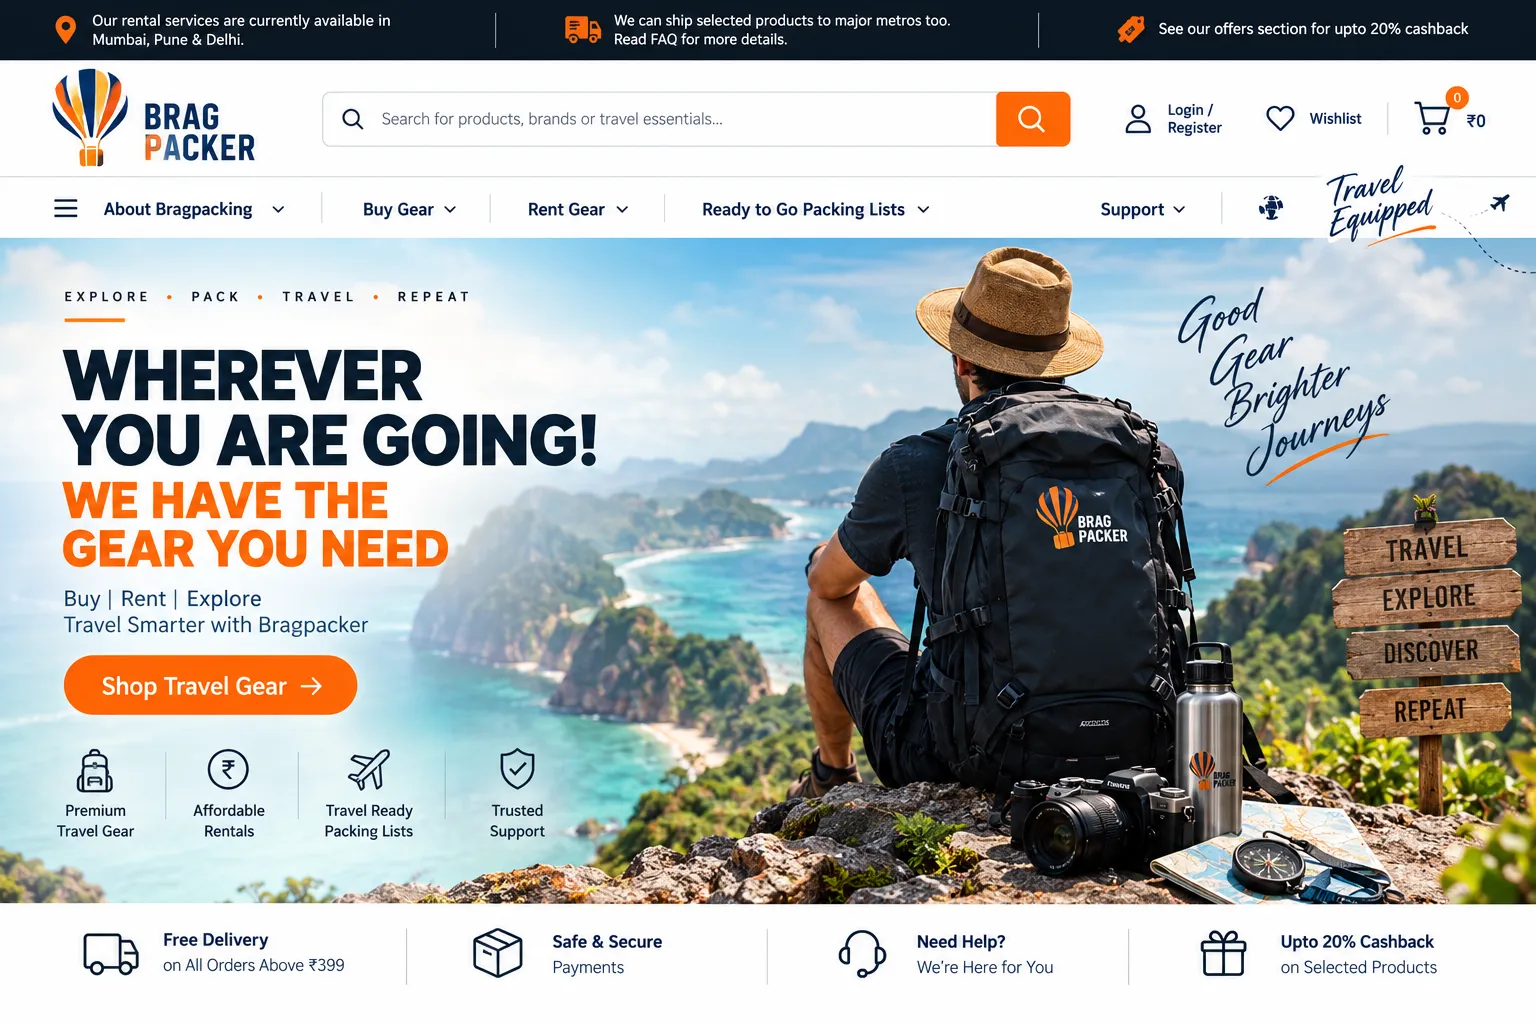 Our rental services are currently available in
Mumbai, Pune & Delhi.
We can ship selected products to major metros too.
Read FAQ for more details.
See our offers section for upto 20% cashback
BRAG
PACKER
Search for products, brands or travel essentials...
Login /
Register
Wishlist
0
₹0
About Bragpacking
Buy Gear
Rent Gear
Ready to Go Packing Lists
Support
Travel
Equipped
EXPLORE • PACK • TRAVEL • REPEAT
WHEREVER
YOU ARE GOING!
WE HAVE THE
GEAR YOU NEED
Buy | Rent | Explore
Travel Smarter with Bragpacker
Shop Travel Gear →
Good
Gear
Brighter
Journeys
BRAG
PACKER
TRAVEL
EXPLORE
DISCOVER
REPEAT
BRAG
PACKER
₹
Premium
Travel Gear
Affordable
Rentals
Travel Ready
Packing Lists
Trusted
Support
Free Delivery
on All Orders Above ₹399
Safe & Secure
Payments
Need Help?
We're Here for You
Upto 20% Cashback
on Selected Products